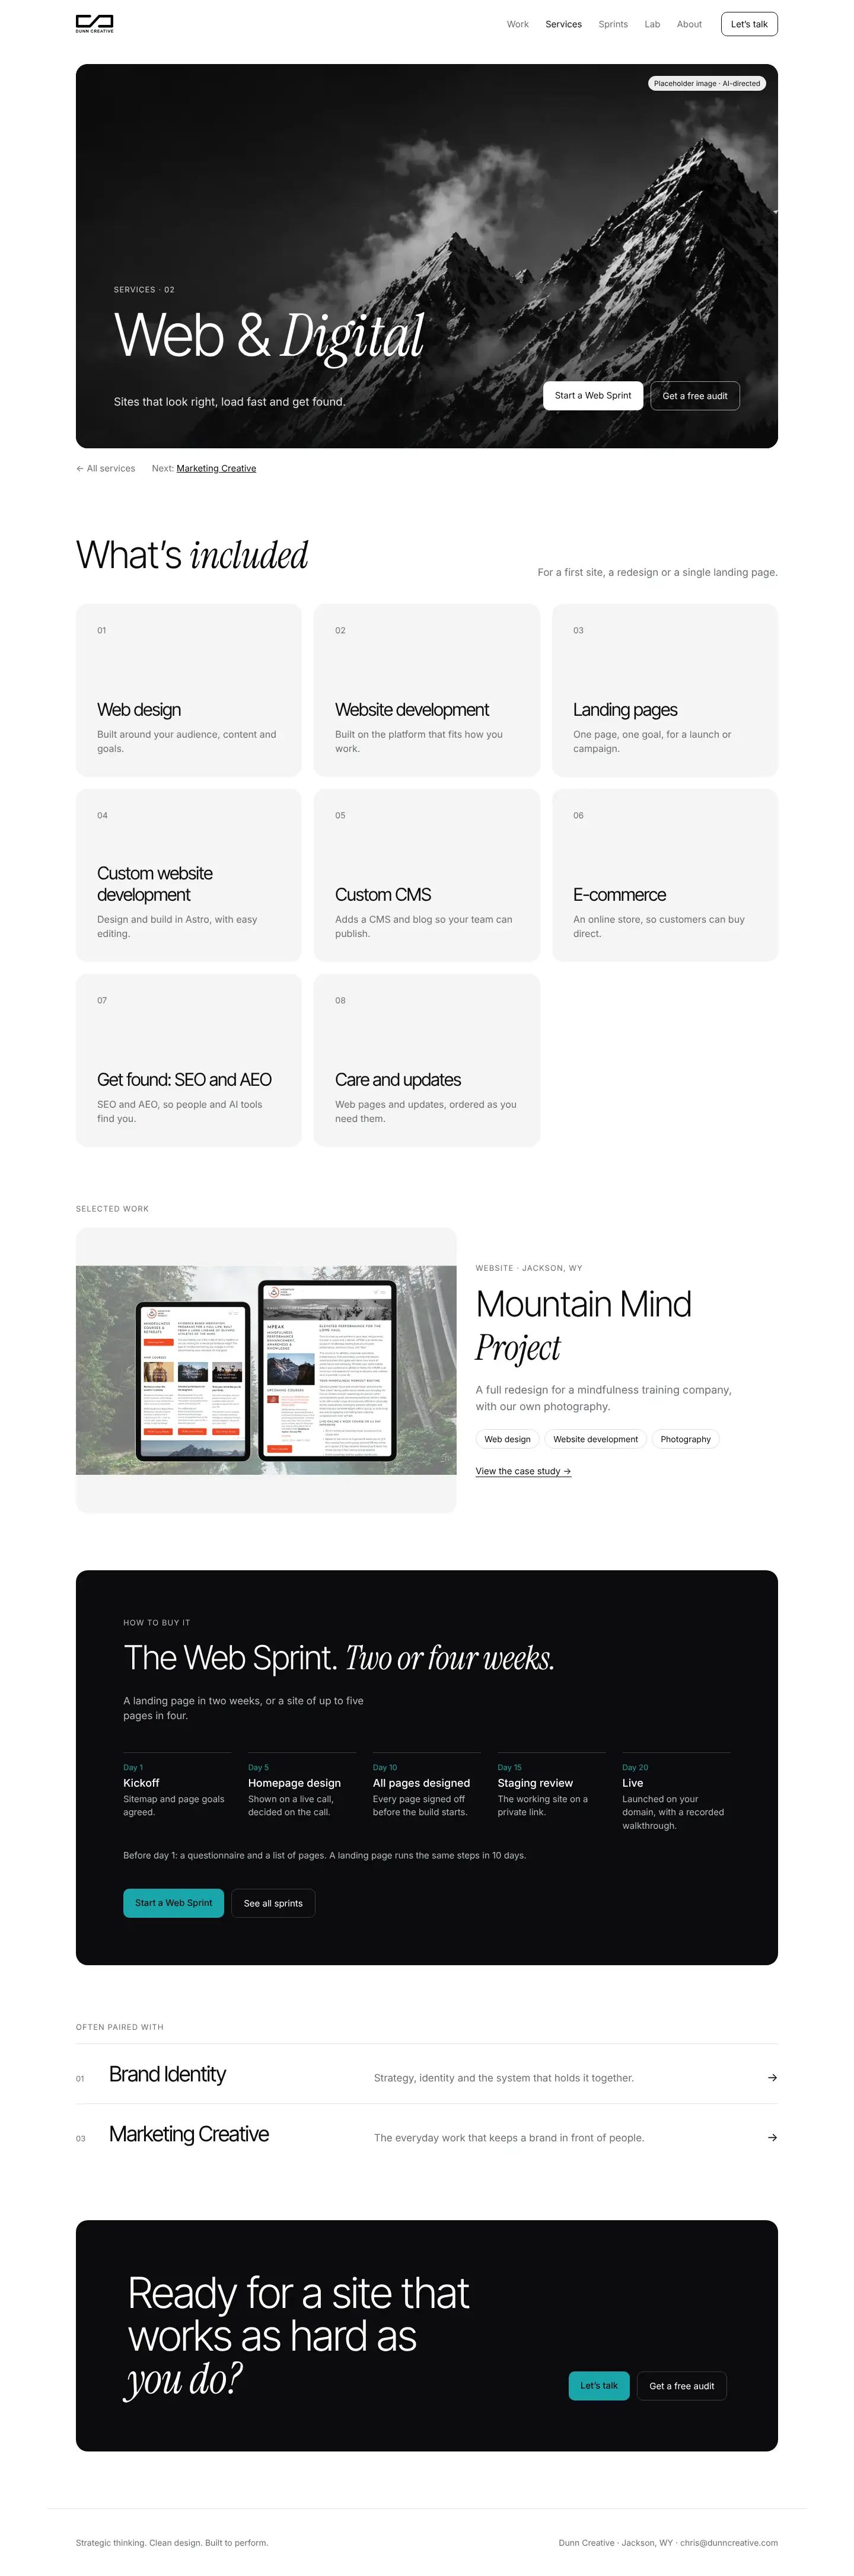 DUNN CREATIVE
Work
Services
Sprints
Lab
About
Let's talk
Placeholder image · AI-directed
SERVICES · 02
Web & Digital
Sites that look right, load fast and get found.
Start a Web Sprint
Get a free audit
← All services
Next: Marketing Creative
What's included
For a first site, a redesign or a single landing page.
01
Web design
Built around your audience, content and
goals.
02
Website development
Built on the platform that fits how you
work.
03
Landing pages
One page, one goal, for a launch or
campaign.
04
Custom website
development
Design and build in Astro, with easy
editing.
05
Custom CMS
Adds a CMS and blog so your team can
publish.
06
E-commerce
An online store, so customers can buy
direct.
07
Get found: SEO and AEO
SEO and AEO, so people and AI tools
find you.
08
Care and updates
Web pages and updates, ordered as you
need them.
SELECTED WORK
MINDFULNESS
COURSES &
RETREATS
MPEAK
MINDFULNESS,
PERFORMANCE
ENHANCEMENT,
AWARENESS &
KNOWLEDGE
UPCOMING COURSES
WEBSITE · JACKSON, WY
Mountain Mind
Project
A full redesign for a mindfulness training company,
with our own photography.
Web design
Website development
Photography
View the case study →
HOW TO BUY IT
The Web Sprint. Two or four weeks.
A landing page in two weeks, or a site of up to five
pages in four.
Day 1
Kickoff
Sitemap and page goals
agreed.
Day 5
Homepage design
Shown on a live call,
decided on the call.
Day 10
All pages designed
Every page signed off
before the build starts.
Day 15
Staging review
The working site on a
private link.
Day 20
Live
Launched on your
domain, with a recorded
walkthrough.
Before day 1: a questionnaire and a list of pages. A landing page runs the same steps in 10 days.
Start a Web Sprint
See all sprints
OFTEN PAIRED WITH
01
Brand Identity
Strategy, identity and the system that holds it together.
→
03
Marketing Creative
The everyday work that keeps a brand in front of people.
→
Ready for a site that
works as hard as
you do?
Let's talk
Get a free audit
Strategic thinking. Clean design. Built to perform.
Dunn Creative · Jackson, WY · chris@dunncreative.com